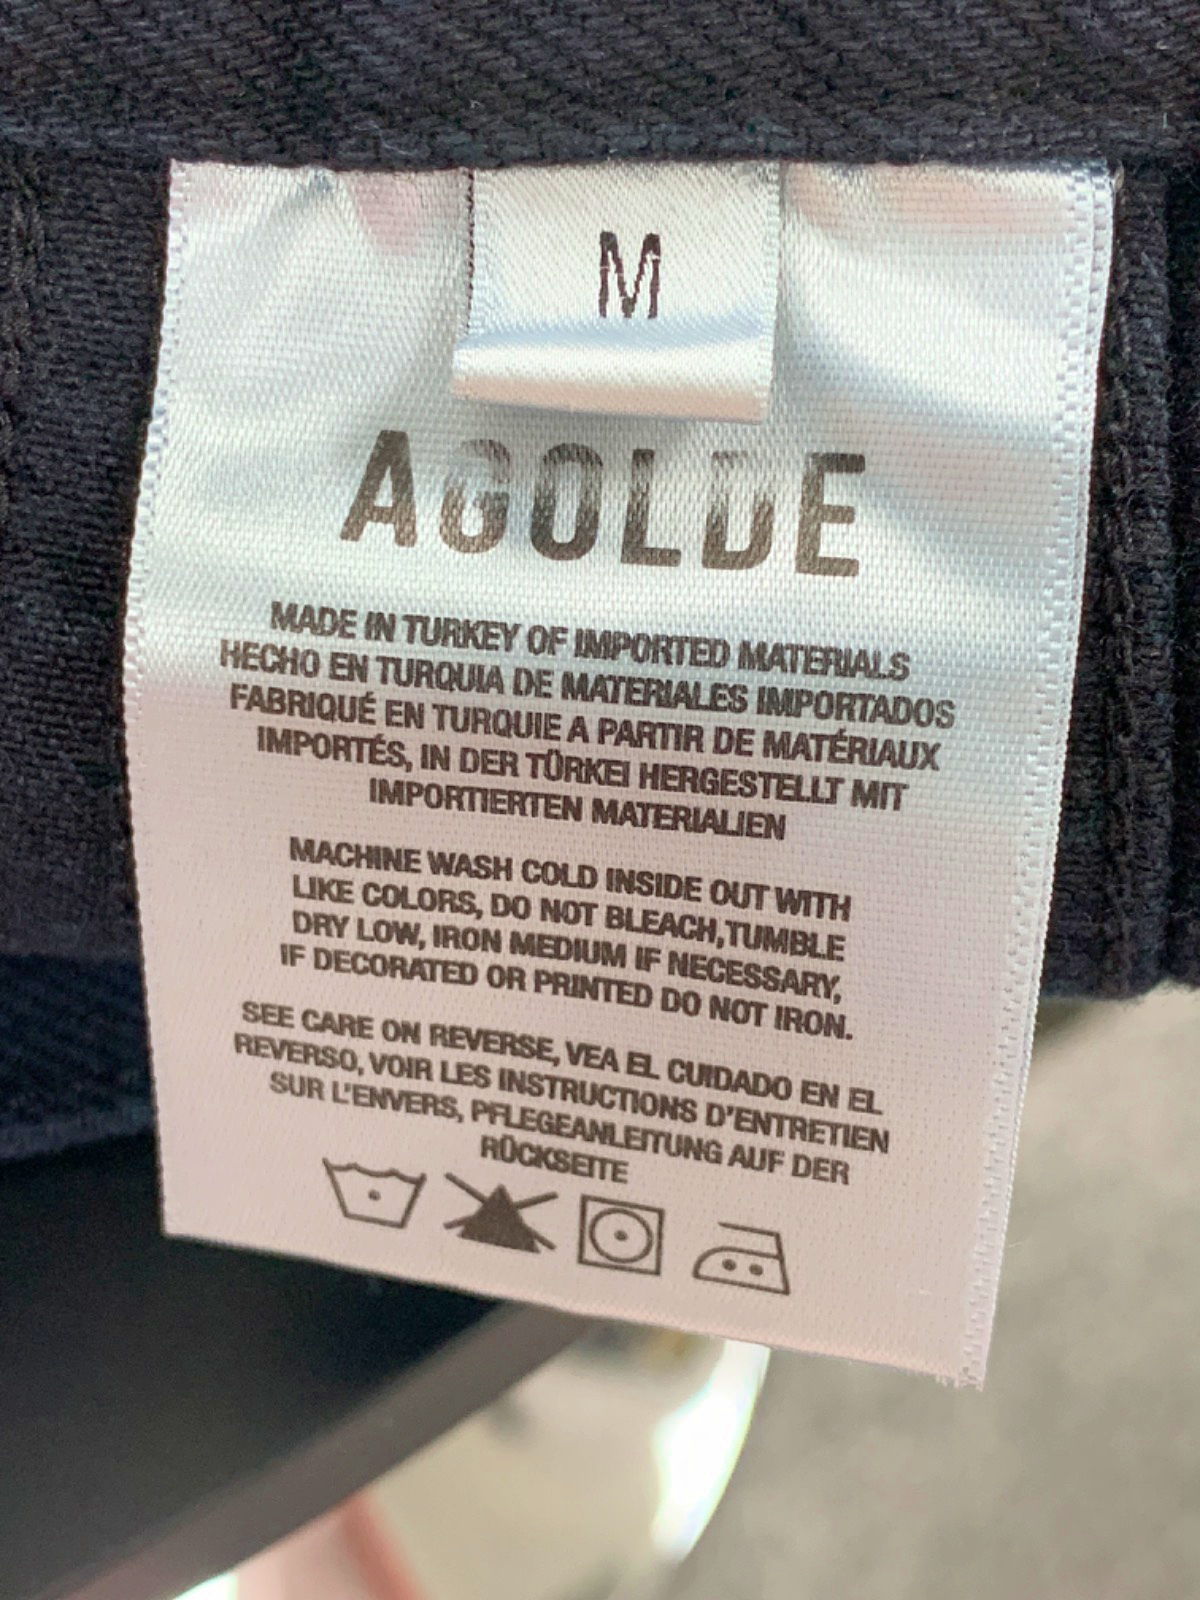 M
AGOLDE
MADE IN TURKEY OF IMPORTED MATERIALS
HECHO EN TURQUIA DE MATERIALES IMPORTADOS
FABRIQUÉ EN TURQUIE A PARTIR DE MATÉRIAUX
IMPORTÉS, IN DER TÜRKEI HERGESTELLT MIT
IMPORTIERTEN MATERIALIEN
MACHINE WASH COLD INSIDE OUT WITH
LIKE COLORS, DO NOT BLEACH,TUMBLE
DRY LOW, IRON MEDIUM IF NECESSARY,
IF DECORATED OR PRINTED DO NOT IRON.
SEE CARE ON REVERSE, VEA EL CUIDADO EN EL
REVERSO, VOIR LES INSTRUCTIONS D'ENTRETIEN
SUR L'ENVERS, PFLEGEANLEITUNG AUF DER
RÜCKSEITE